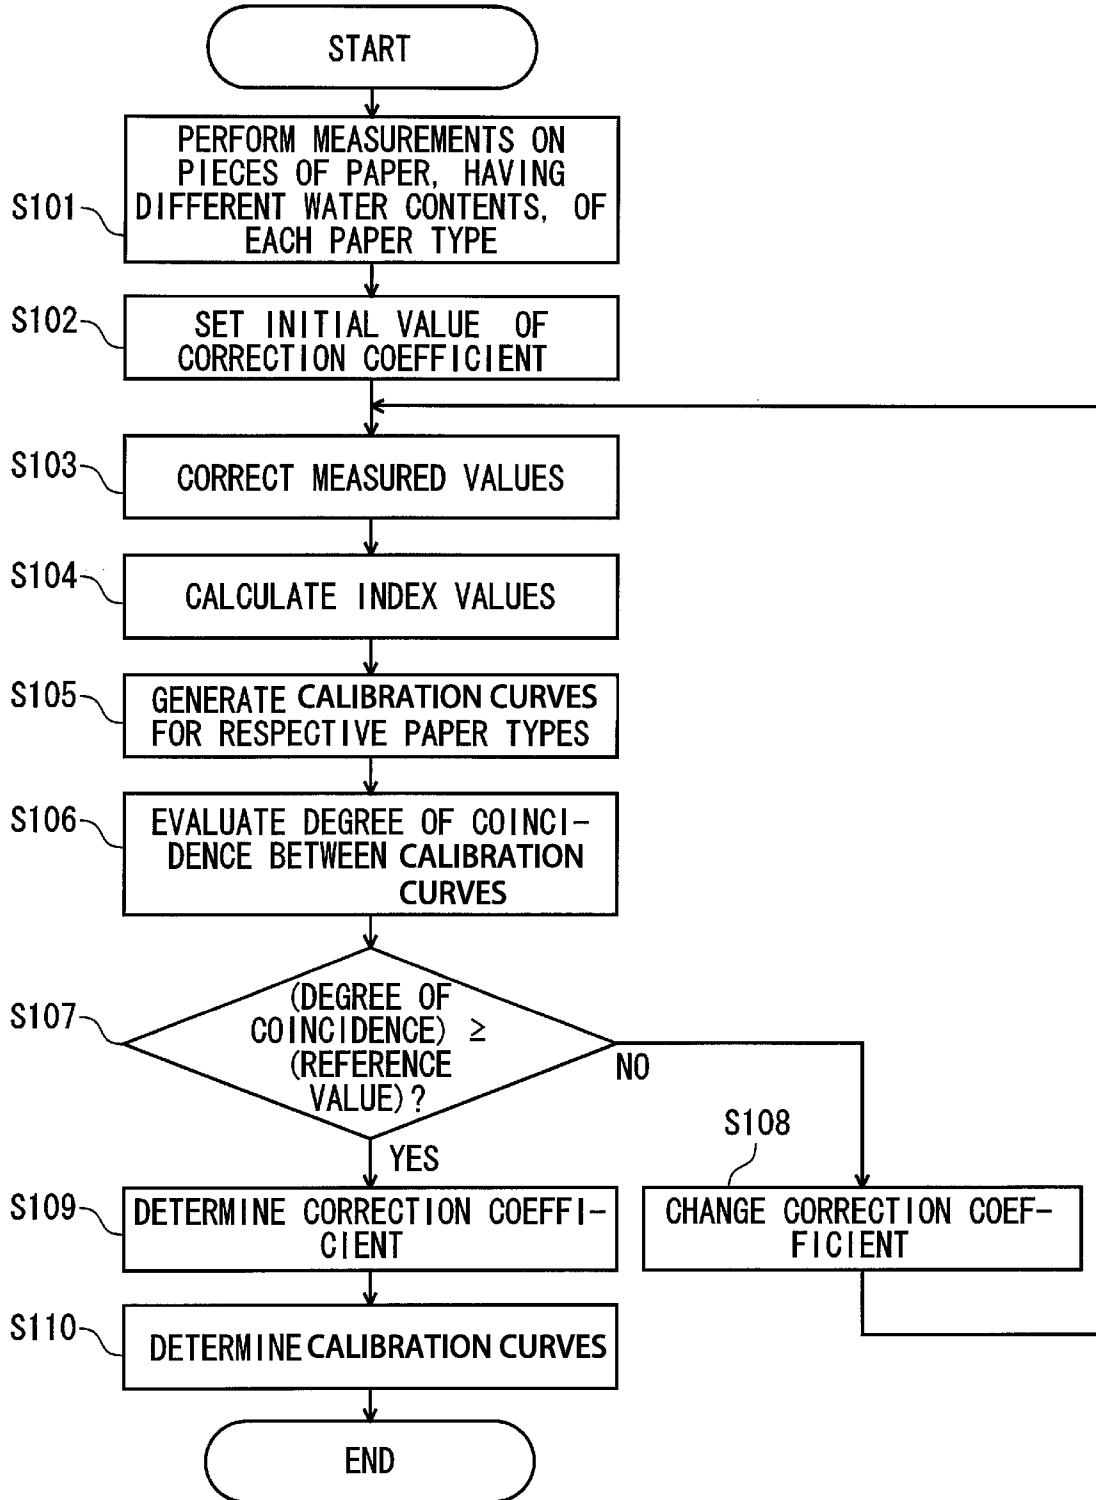 START
PERFORM MEASUREMENTS ON
PIECES OF PAPER, HAVING
DIFFERENT WATER CONTENTS, OF
EACH PAPER TYPE
S101
SET INITIAL VALUE OF
CORRECTION COEFFICIENT
S102
CORRECT MEASURED VALUES
S103
CALCULATE INDEX VALUES
S104
GENERATE CALIBRATION CURVES
FOR RESPECTIVE PAPER TYPES
S105
EVALUATE DEGREE OF COINCI-
DENCE BETWEEN CALIBRATION
CURVES
S106
(DEGREE OF
COINCIDENCE) ≥
(REFERENCE
VALUE)?
S107
NO
YES
S108
CHANGE CORRECTION COEF-
FICIENT
S109
DETERMINE CORRECTION COEFFI-
CIENT
S110
DETERMINE CALIBRATION CURVES
END